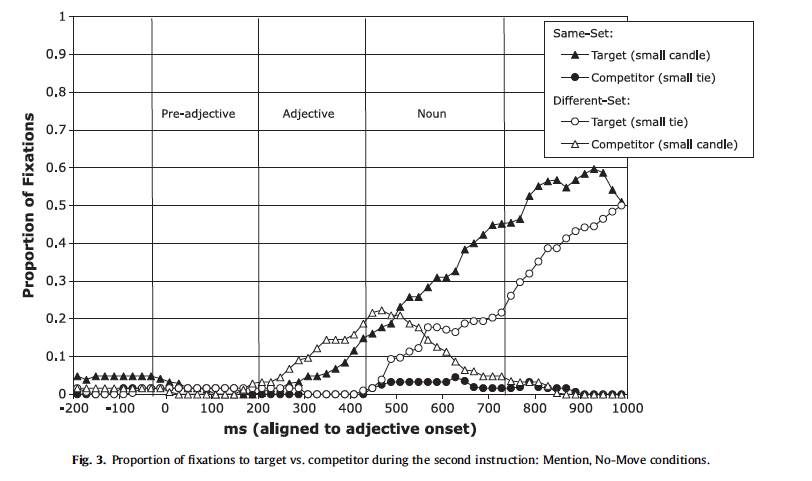 1
0.9
0.8
0.7
0.6
0.5
0.4
0.3
0.2
0.1
0
Proportion of Fixations
Pre-adjective
Adjective
Noun
Same-Set:
Target (small candle)
Competitor (small tie)
Different-Set:
Target (small tie)
Competitor (small candle)
-200 -100 0 100 200 300 400 500 600 700 800 900 1000
ms (aligned to adjective onset)
Fig. 3. Proportion of fixations to target vs. competitor during the second instruction: Mention, No-Move conditions.